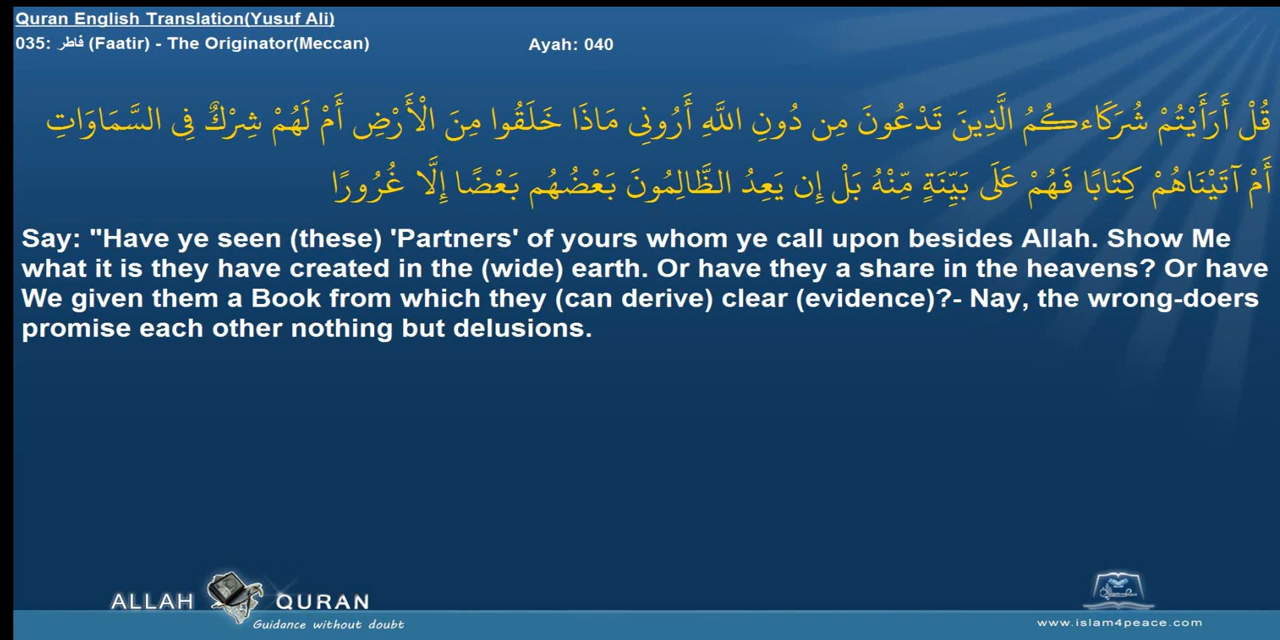 Quran English Translation(Yusuf Ali)
035: فاطر (Faatir) - The Originator(Meccan)
Ayah: 040
قُلْ أَرَأَيْتُمْ شُرَكَاءكُمُ الَّذِينَ تَدْعُونَ مِن دُونِ اللَّهِ أَرُونِي مَاذَا خَلَقُوا مِنَ الْأَرْضِ أَمْ لَهُمْ شِرْكٌ فِي السَّمَاوَاتِ
أَمْ آتَيْنَاهُمْ كِتَابًا فَهُمْ عَلَى بَيِّنَةٍ مِّنْهُ بَلْ إِن يَعِدُ الظَّالِمُونَ بَعْضُهُم بَعْضًا إِلَّا غُرُورًا
Say: "Have ye seen (these) 'Partners' of yours whom ye call upon besides Allah. Show Me
what it is they have created in the (wide) earth. Or have they a share in the heavens? Or have
We given them a Book from which they (can derive) clear (evidence)?- Nay, the wrong-doers
promise each other nothing but delusions.
ALLAH QURAN
Guidance without doubt
www.islam4peace.com